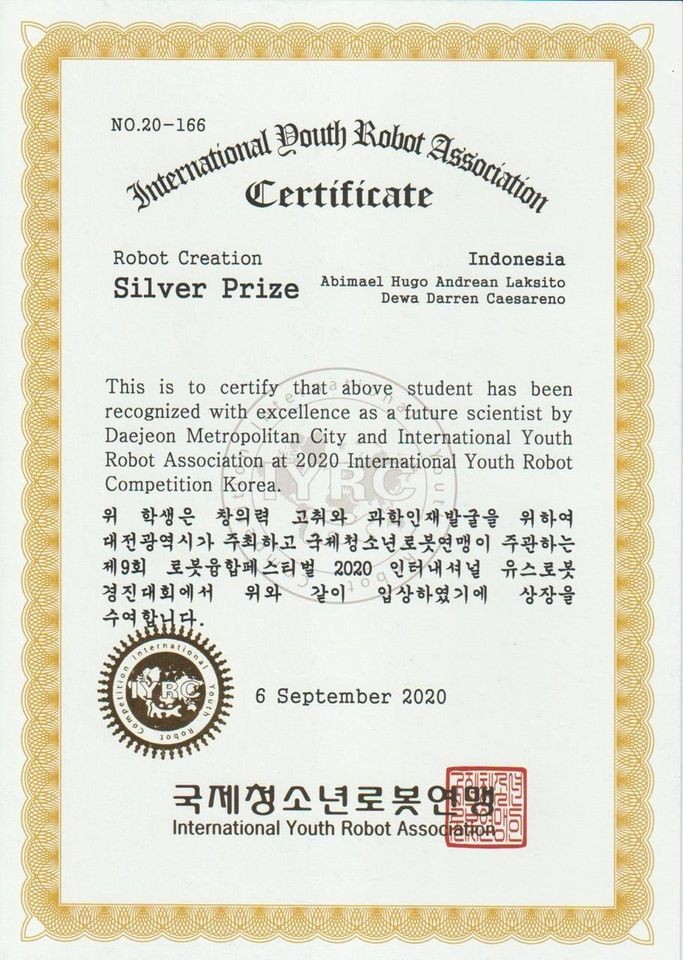 NO.20-166
International Youth Robot Association
Certificate
Robot Creation
Silver Prize
Indonesia
Abimael Hugo Andrean Laksito
Dewa Darren Caesareno
This is to certify that above student has been
recognized with excellence as a future scientist by
Daejeon Metropolitan City and International Youth
Robot Association at 2020 International Youth Robot
Competition Korea.
위 학생은 창의력 고취와 과학인재발굴을 위하여
대전광역시가 주최하고 국제청소년로봇연맹이 주관하는
제9회 로봇융합페스티벌 2020 인터내셔널 유스로봇
경진대회에서 위와 같이 입상하였기에 상장을
수여합니다.
International Youth Robot Competition
IYRC
6 September 2020
국제청소년로봇연맹
International Youth Robot Association